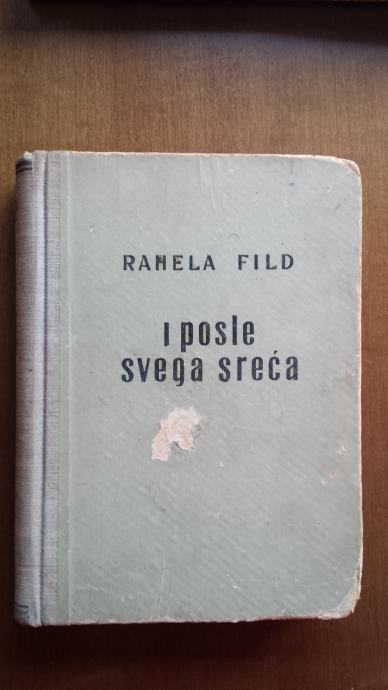 RAHELA FILD
i posle
svega sreća